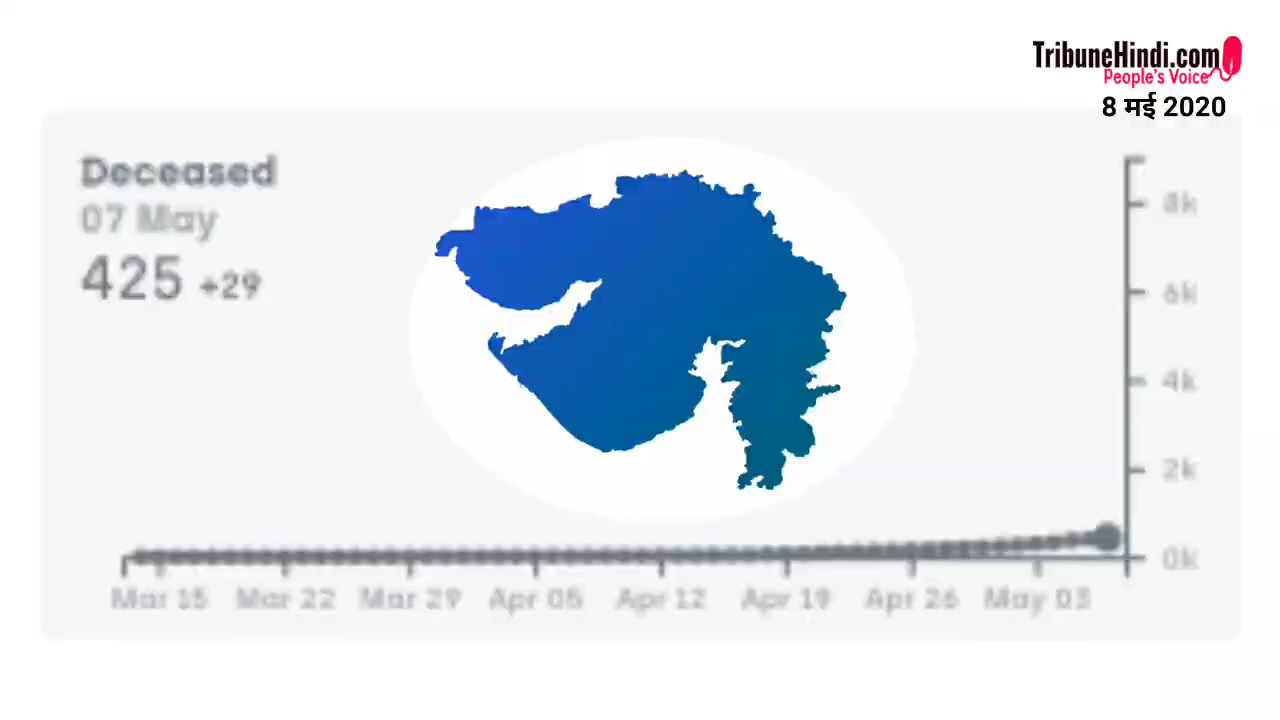 TribuneHindi.com
People's Voice
8 मई 2020
Deceased
07 May
425 +29
8k
6k
4k
2k
0k
Mar 15 Mar 22 Mar 29 Apr 05 Apr 12 Apr 19 Apr 26 May 03